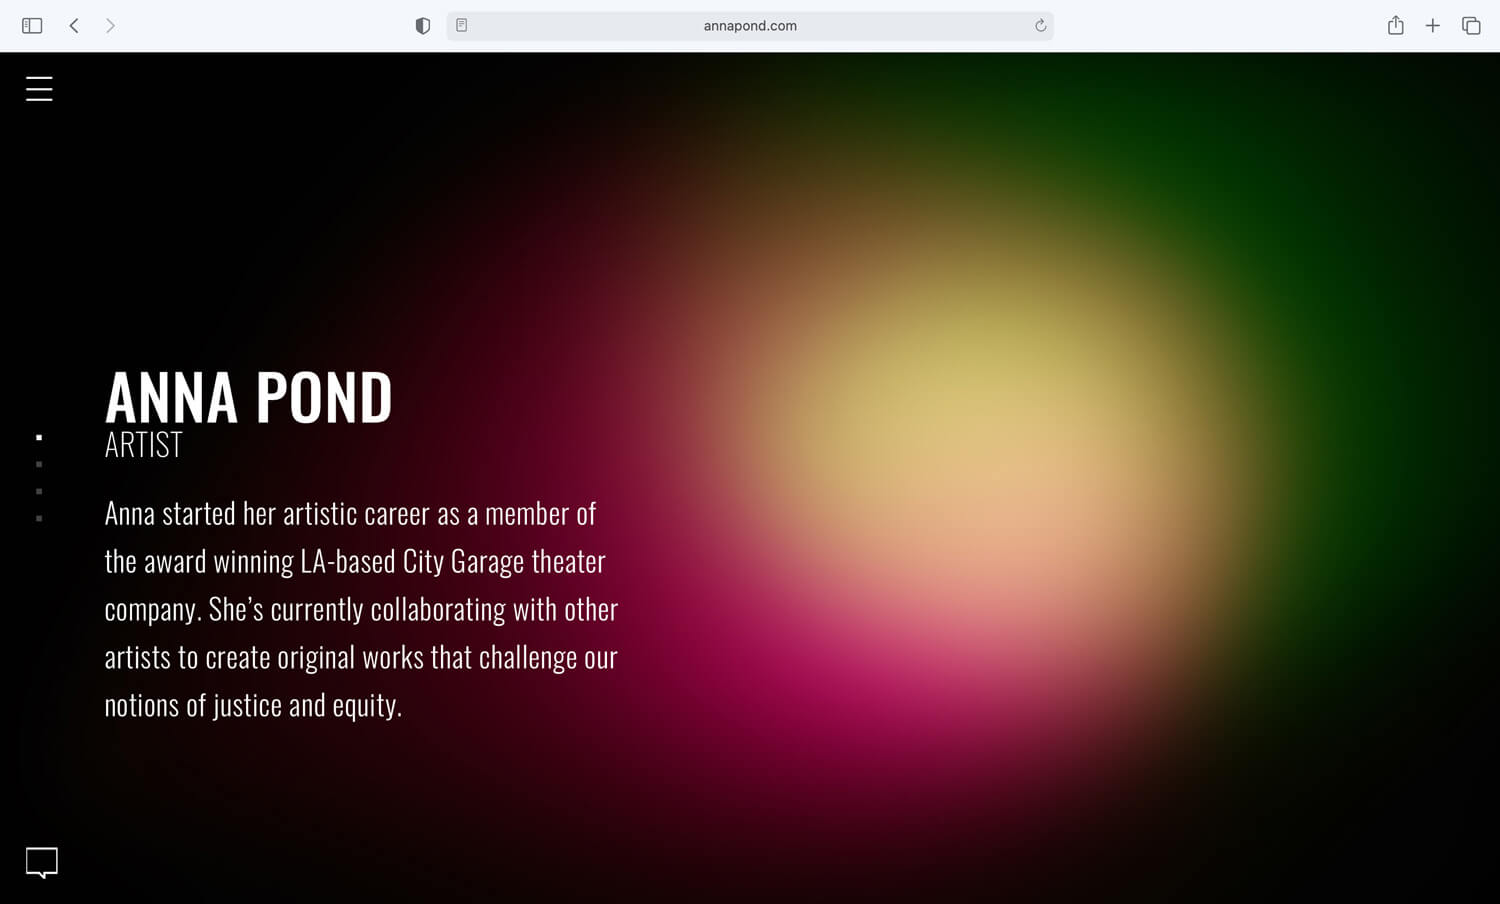 annapond.com
ANNA POND
ARTIST
Anna started her artistic career as a member of
the award winning LA-based City Garage theater
company. She’s currently collaborating with other
artists to create original works that challenge our
notions of justice and equity.